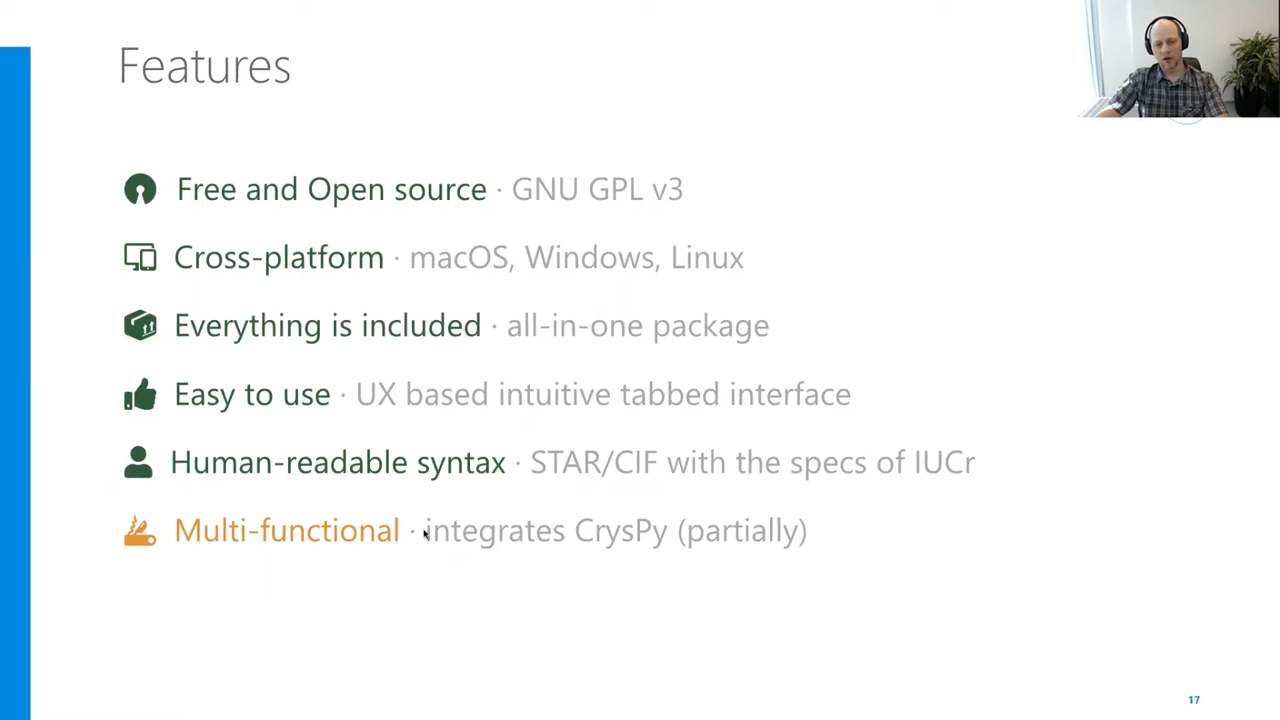 Features
Free and Open source · GNU GPL v3
Cross-platform · macOS, Windows, Linux
Everything is included · all-in-one package
Easy to use · UX based intuitive tabbed interface
Human-readable syntax · STAR/CIF with the specs of IUCr
Multi-functional · integrates CrysPy (partially)
17